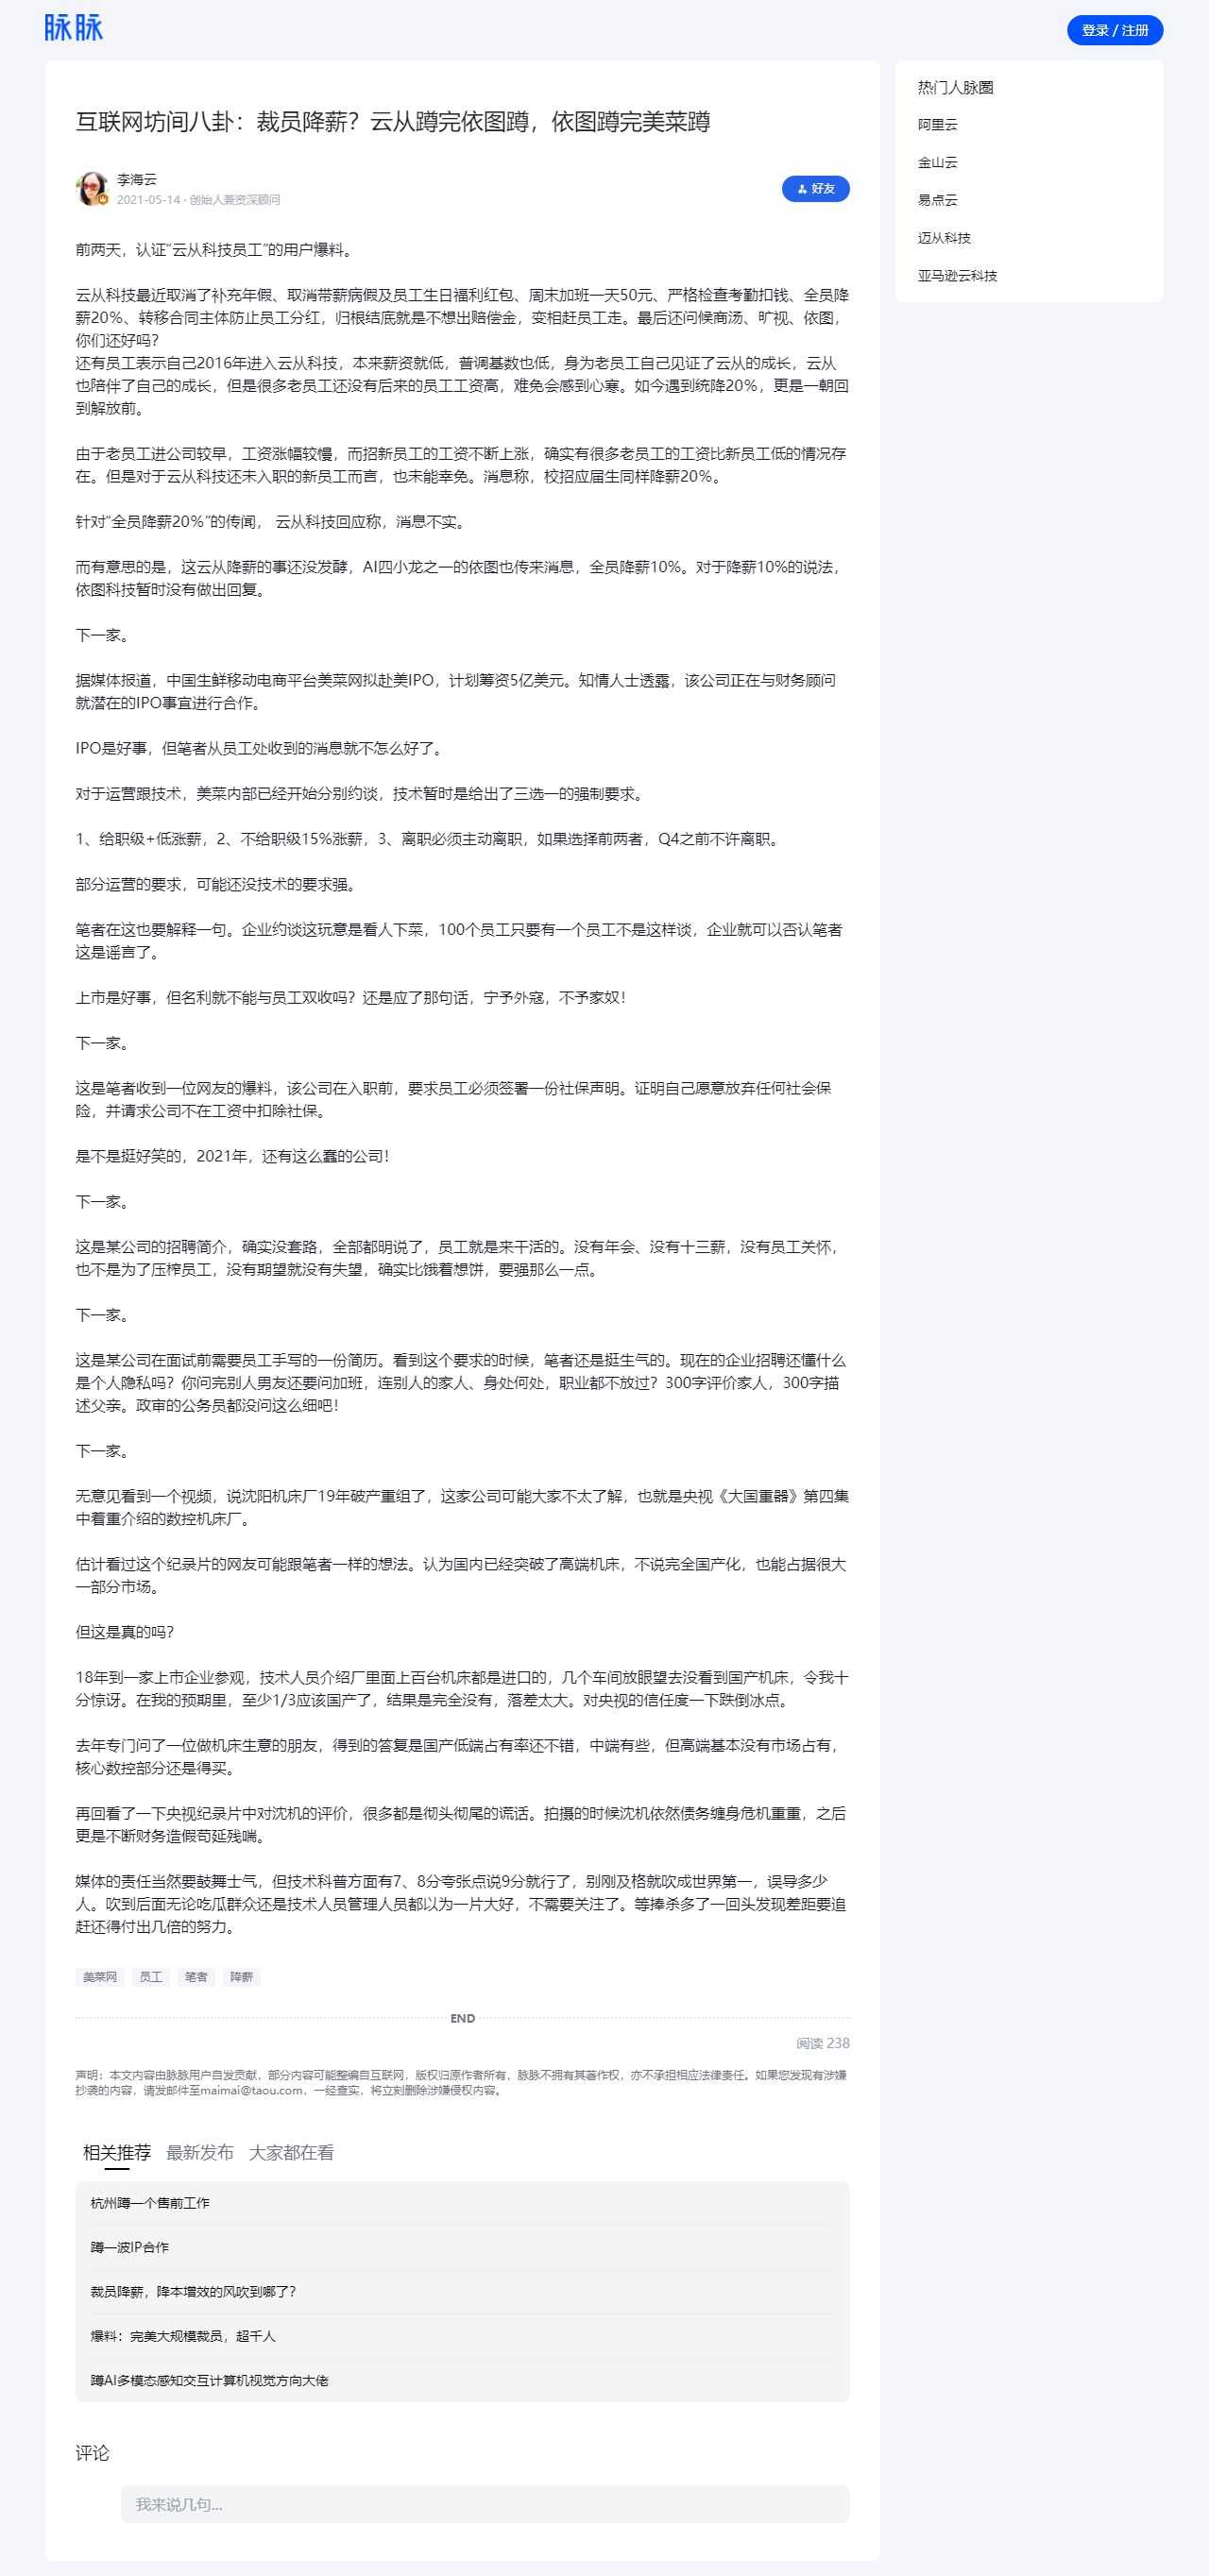 脉脉
登录 / 注册
互联网坊间八卦：裁员降薪？云从蹲完依图蹲，依图蹲完美菜蹲
李海云
2021-05-14 · 创始人兼资深顾问
好友
前两天，认证“云从科技员工”的用户爆料。
云从科技最近取消了补充年假、取消带薪病假及员工生日福利红包、周末加班一天50元、严格检查考勤扣钱、全员降
薪20%、转移合同主体防止员工分红，归根结底就是不想出赔偿金，变相赶员工走。最后还问候商汤、旷视、依图，
你们还好吗？
还有员工表示自己2016年进入云从科技，本来薪资就低，普调基数也低，身为老员工自己见证了云从的成长，云从
也陪伴了自己的成长，但是很多老员工还没有后来的员工工资高，难免会感到心寒。如今遇到统降20%，更是一朝回
到解放前。
由于老员工进公司较早，工资涨幅较慢，而招新员工的工资不断上涨，确实有很多老员工的工资比新员工低的情况存
在。但是对于云从科技还未入职的新员工而言，也未能幸免。消息称，校招应届生同样降薪20%。
针对“全员降薪20%”的传闻， 云从科技回应称，消息不实。
而有意思的是，这云从降薪的事还没发酵，AI四小龙之一的依图也传来消息，全员降薪10%。对于降薪10%的说法，
依图科技暂时没有做出回复。
下一家。
据媒体报道，中国生鲜移动电商平台美菜网拟赴美IPO，计划筹资5亿美元。知情人士透露，该公司正在与财务顾问
就潜在的IPO事宜进行合作。
IPO是好事，但笔者从员工处收到的消息就不怎么好了。
对于运营跟技术，美菜内部已经开始分别约谈，技术暂时是给出了三选一的强制要求。
1、给职级+低涨薪，2、不给职级15%涨薪，3、离职必须主动离职，如果选择前两者，Q4之前不许离职。
部分运营的要求，可能还没技术的要求强。
笔者在这也要解释一句。企业约谈这玩意是看人下菜，100个员工只要有一个员工不是这样谈，企业就可以否认笔者
这是谣言了。
上市是好事，但名利就不能与员工双收吗？还是应了那句话，宁予外寇，不予家奴！
下一家。
这是笔者收到一位网友的爆料，该公司在入职前，要求员工必须签署一份社保声明。证明自己愿意放弃任何社会保
险，并请求公司不在工资中扣除社保。
是不是挺好笑的，2021年，还有这么蠢的公司！
下一家。
这是某公司的招聘简介，确实没套路，全部都明说了，员工就是来干活的。没有年会、没有十三薪，没有员工关怀，
也不是为了压榨员工，没有期望就没有失望，确实比饿着想饼，要强那么一点。
下一家。
这是某公司在面试前需要员工手写的一份简历。看到这个要求的时候，笔者还是挺生气的。现在的企业招聘还懂什么
是个人隐私吗？你问完别人男友还要问加班，连别人的家人、身处何处，职业都不放过？300字评价家人，300字描
述父亲。政审的公务员都没问这么细吧！
下一家。
无意见看到一个视频，说沈阳机床厂19年破产重组了，这家公司可能大家不太了解，也就是央视《大国重器》第四集
中着重介绍的数控机床厂。
估计看过这个纪录片的网友可能跟笔者一样的想法。认为国内已经突破了高端机床，不说完全国产化，也能占据很大
一部分市场。
但这是真的吗？
18年到一家上市企业参观，技术人员介绍厂里面上百台机床都是进口的，几个车间放眼望去没看到国产机床，令我十
分惊讶。在我的预期里，至少1/3应该国产了，结果是完全没有，落差太大。对央视的信任度一下跌倒冰点。
去年专门问了一位做机床生意的朋友，得到的答复是国产低端占有率还不错，中端有些，但高端基本没有市场占有，
核心数控部分还是得买。
再回看了一下央视纪录片中对沈机的评价，很多都是彻头彻尾的谎话。拍摄的时候沈机依然债务缠身危机重重，之后
更是不断财务造假苟延残喘。
媒体的责任当然要鼓舞士气，但技术科普方面有7、8分夸张点说9分就行了，别刚及格就吹成世界第一，误导多少
人。吹到后面无论吃瓜群众还是技术人员管理人员都以为一片大好，不需要关注了。等捧杀多了一回头发现差距要追
赶还得付出几倍的努力。
美菜网 员工 笔者 降薪
END
阅读 238
声明：本文内容由脉脉用户自发贡献，部分内容可能整编自互联网，版权归原作者所有，脉脉不拥有其著作权，亦不承担相应法律责任。如果您发现有涉嫌
抄袭的内容，请发邮件至maimai@taou.com，一经查实，将立刻删除涉嫌侵权内容。
相关推荐 最新发布 大家都在看
杭州蹲一个售前工作
蹲一波IP合作
裁员降薪，降本增效的风吹到哪了？
爆料：完美大规模裁员，超千人
蹲AI多模态感知交互计算机视觉方向大佬
评论
我来说几句...
热门人脉圈
阿里云
金山云
易点云
迈从科技
亚马逊云科技